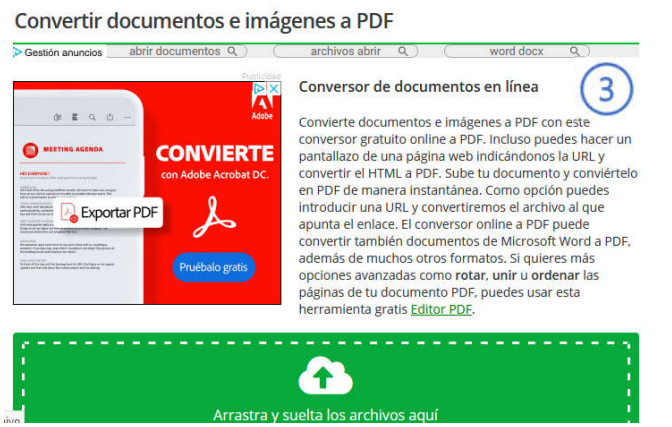 Convertir documentos e imágenes a PDF
Gestión anuncios
abrir documentos
archivos abrir
word docx
Publicidad
Adobe
MEETING AGENDA
HEY EVERYONE!
CONVIERTE
con Adobe Acrobat DC.
Exportar PDF
Pruébalo gratis
Conversor de documentos en línea
3
Convierte documentos e imágenes a PDF con este
conversor gratuito online a PDF. Incluso puedes hacer un
pantallazo de una página web indicándonos la URL y
convertir el HTML a PDF. Sube tu documento y conviértelo
en PDF de manera instantánea. Como opción puedes
introducir una URL y convertiremos el archivo al que
apunta el enlace. El conversor online a PDF puede
convertir también documentos de Microsoft Word a PDF,
además de muchos otros formatos. Si quieres más
opciones avanzadas como rotar, unir u ordenar las
páginas de tu documento PDF, puedes usar esta
herramienta gratis Editor PDF.
Arrastra y suelta los archivos aquí